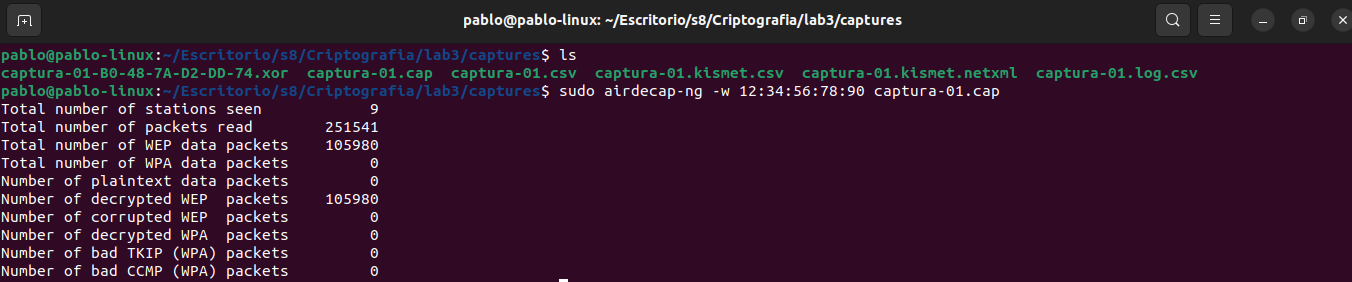 pablo@pablo-linux: ~/Escritorio/s8/Criptografia/lab3/captures
pablo@pablo-linux:~/Escritorio/s8/Criptografia/lab3/captures$ ls
captura-01-B0-48-7A-D2-DD-74.xor  captura-01.cap  captura-01.csv  captura-01.kismet.csv  captura-01.kismet.netxml  captura-01.log.csv
pablo@pablo-linux:~/Escritorio/s8/Criptografia/lab3/captures$ sudo airdecap-ng -w 12:34:56:78:90 captura-01.cap
Total number of stations seen            9
Total number of packets read        251541
Total number of WEP data packets    105980
Total number of WPA data packets         0
Number of plaintext data packets         0
Number of decrypted WEP  packets    105980
Number of corrupted WEP  packets         0
Number of decrypted WPA  packets         0
Number of bad TKIP (WPA) packets         0
Number of bad CCMP (WPA) packets         0